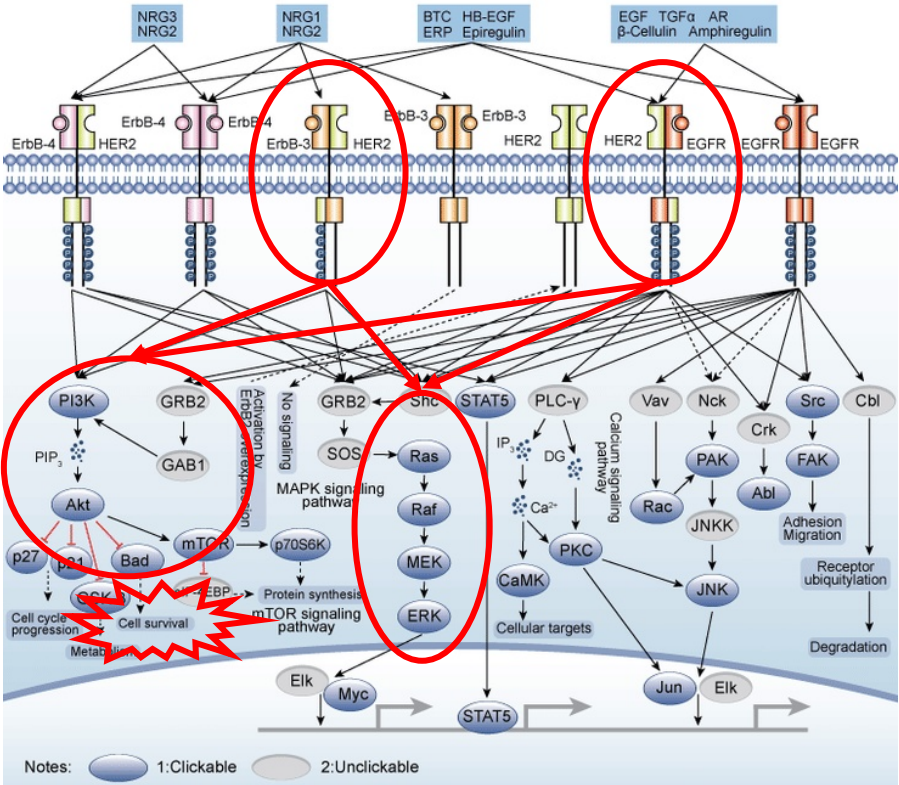 NRG3
NRG2
NRG1
NRG2
BTC HB-EGF
ERP Epiregulin
EGF TGFα AR
β-Cellulin Amphiregulin
ErbB-4
HER2
ErbB-4
ErbB-4
ErbB-3
HER2
ErbB-3
ErbB-3
HER2
HER2
EGFR
EGFR
EGFR
PI3K
GRB2
GAB1
PIP3
Akt
p27
p21
Bad
mTOR
p70S6K
Cell cycle
progression
Cell survival
Protein synthesis
mTOR signaling
pathway
Activation by
ErbB2 overexpression
No signaling
GRB2
Shc
STAT5
SOS
Ras
MAPK signaling
pathway
Raf
MEK
ERK
PLC-γ
IP3
DG
Ca2+
PKC
CaMK
Cellular targets
Calcium signaling
pathway
Vav
Nck
Crk
Src
Cbl
PAK
Rac
Abl
FAK
JNKK
JNK
Adhesion
Migration
Receptor
ubiquitylation
Degradation
Elk
Myc
STAT5
Jun
Elk
Notes:
1:Clickable
2:Unclickable